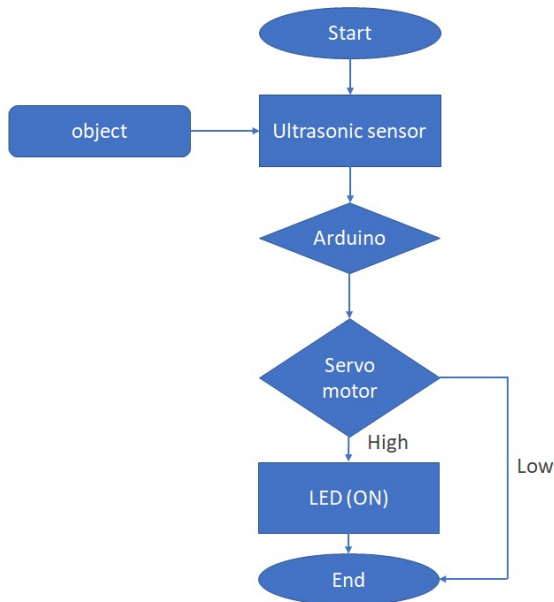 Start
object
Ultrasonic sensor
Arduino
Servo
motor
High
Low
LED (ON)
End